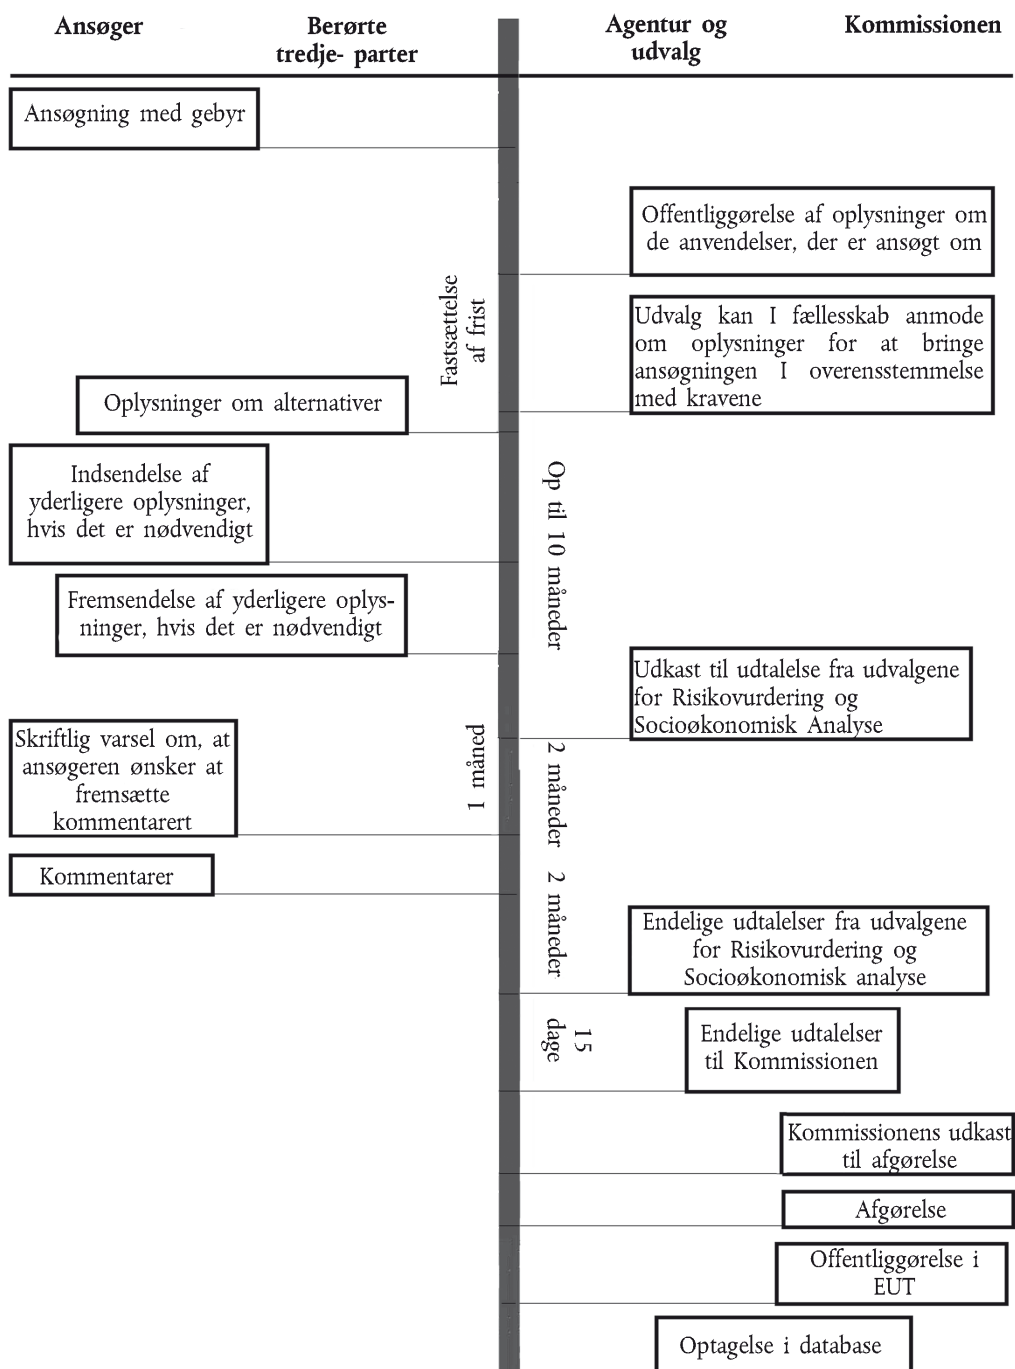 Ansøger
Berørte
tredje- parter
Agentur og
udvalg
Kommissionen
Ansøgning med gebyr
Offentliggørelse af oplysninger om
de anvendelser, der er ansøgt om
Fastsættelse
af frist
Udvalg kan I fællesskab anmode
om oplysninger for at bringe
ansøgningen I overensstemmelse
med kravene
Oplysninger om alternativer
Indsendelse af
yderligere oplysninger,
hvis det er nødvendigt
Op til 10 måneder
Fremsendelse af yderligere oplys-
ninger, hvis det er nødvendigt
Udkast til udtalelse fra udvalgene
for Risikovurdering og
Socioøkonomisk Analyse
Skriftlig varsel om, at
ansøgeren ønsker at
fremsætte
kommentarert
1 måned
2 måneder
Kommentarer
2 måneder
Endelige udtalelser fra udvalgene
for Risikovurdering og
Socioøkonomisk analyse
15
dage
Endelige udtalelser
til Kommissionen
Kommissionens udkast
til afgørelse
Afgørelse
Offentliggørelse i
EUT
Optagelse i database